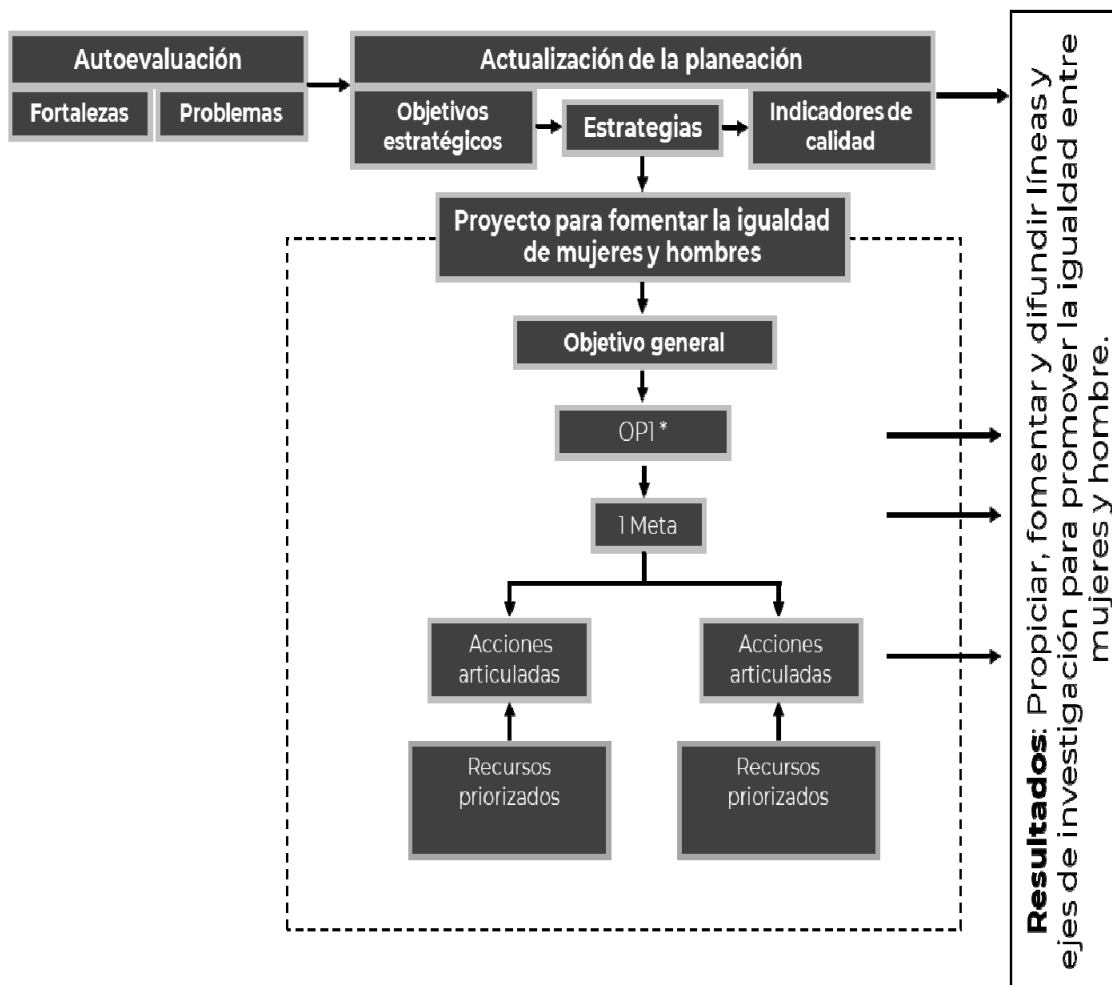 Autoevaluación
Fortalezas
Problemas
Actualización de la planeación
Objetivos
estratégicos
Estrategias
Indicadores de
calidad
Proyecto para fomentar la igualdad
de mujeres y hombres
Objetivo general
OP1 *
1 Meta
Acciones
articuladas
Acciones
articuladas
Recursos
priorizados
Recursos
priorizados
Resultados: Propiciar, fomentar y difundir líneas y
ejes de investigación para promover la igualdad entre
mujeres y hombre.